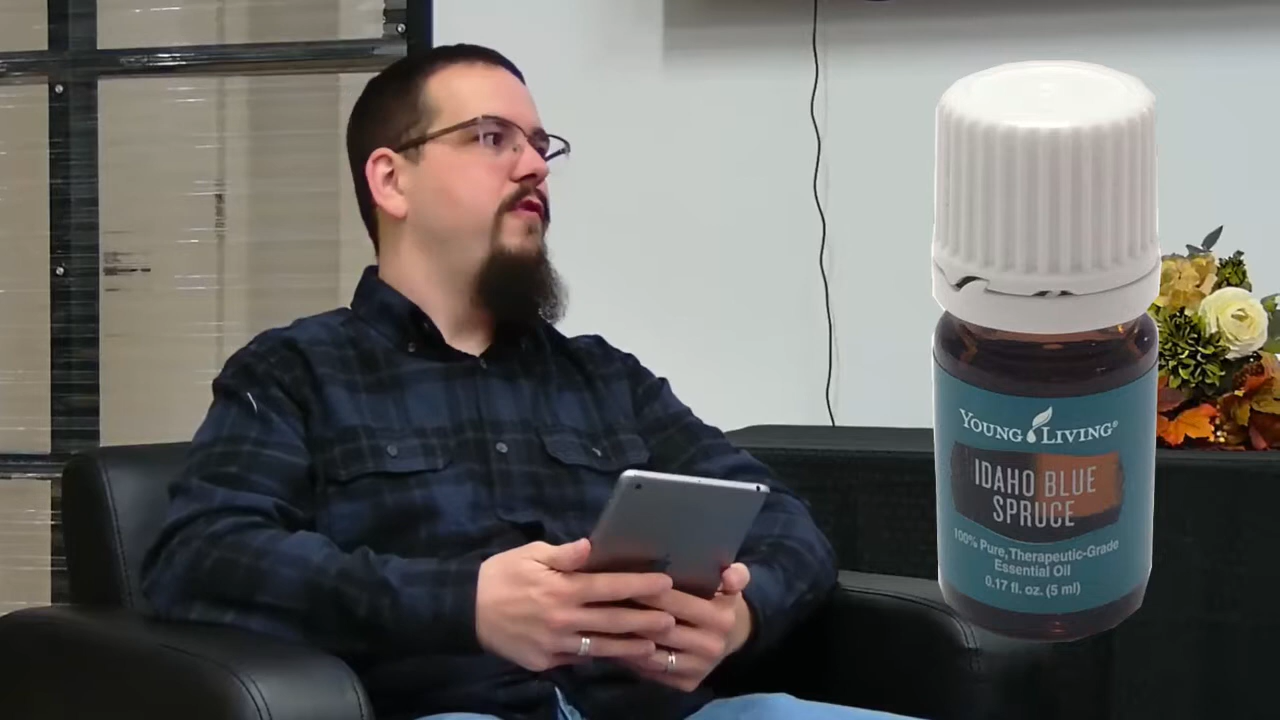 YOUNG LIVING®
IDAHO BLUE
SPRUCE
100% Pure, Therapeutic-Grade
Essential Oil
0.17 fl. oz. (5 ml)